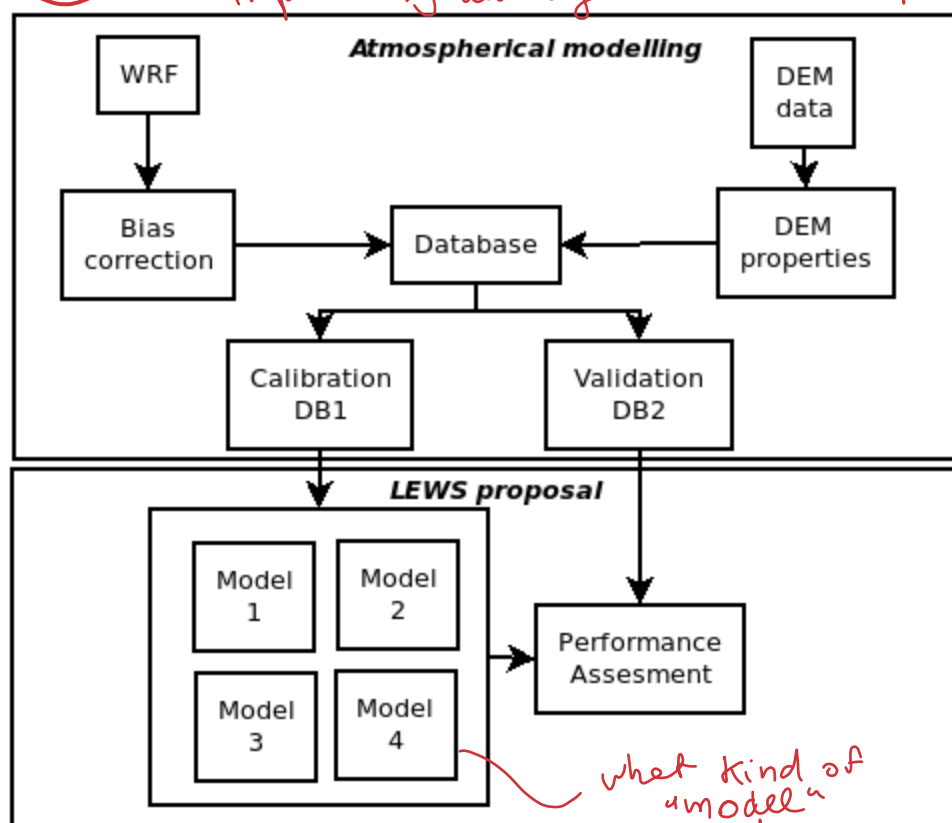 Atmospherical modelling
WRF
DEM
data
Bias
correction
Database
DEM
properties
Calibration
DB1
Validation
DB2
LEWS proposal
Model
1
Model
2
Performance
Assesment
Model
3
Model
4
what kind of
"model"